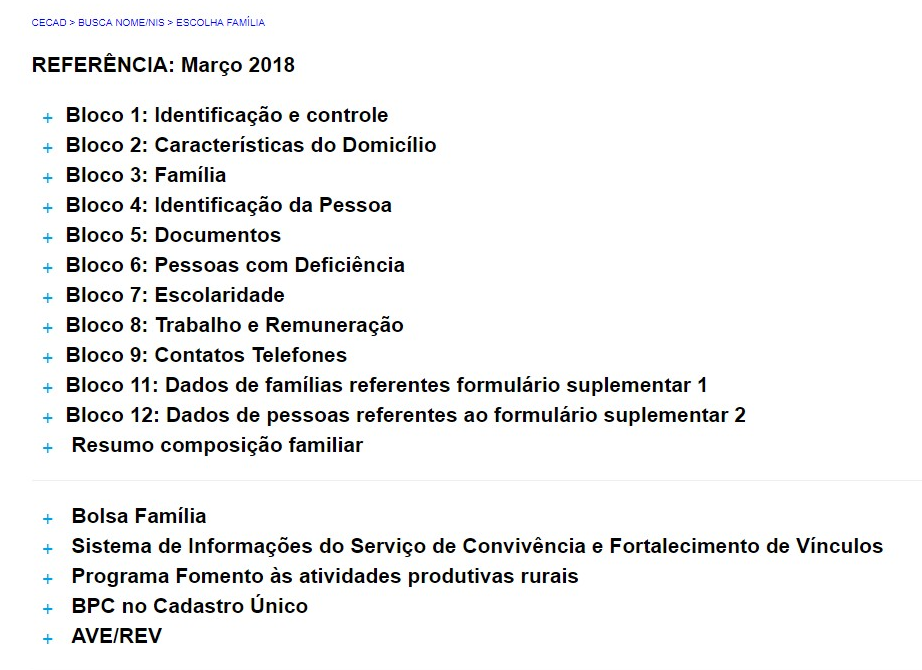 CECAD > BUSCA NOME/NIS > ESCOLHA FAMÍLIA
REFERÊNCIA: Março 2018
+ Bloco 1: Identificação e controle
+ Bloco 2: Características do Domicílio
+ Bloco 3: Família
+ Bloco 4: Identificação da Pessoa
+ Bloco 5: Documentos
+ Bloco 6: Pessoas com Deficiência
+ Bloco 7: Escolaridade
+ Bloco 8: Trabalho e Remuneração
+ Bloco 9: Contatos Telefones
+ Bloco 11: Dados de famílias referentes formulário suplementar 1
+ Bloco 12: Dados de pessoas referentes ao formulário suplementar 2
+ Resumo composição familiar
+ Bolsa Família
+ Sistema de Informações do Serviço de Convivência e Fortalecimento de Vínculos
+ Programa Fomento às atividades produtivas rurais
+ BPC no Cadastro Único
+ AVE/REV